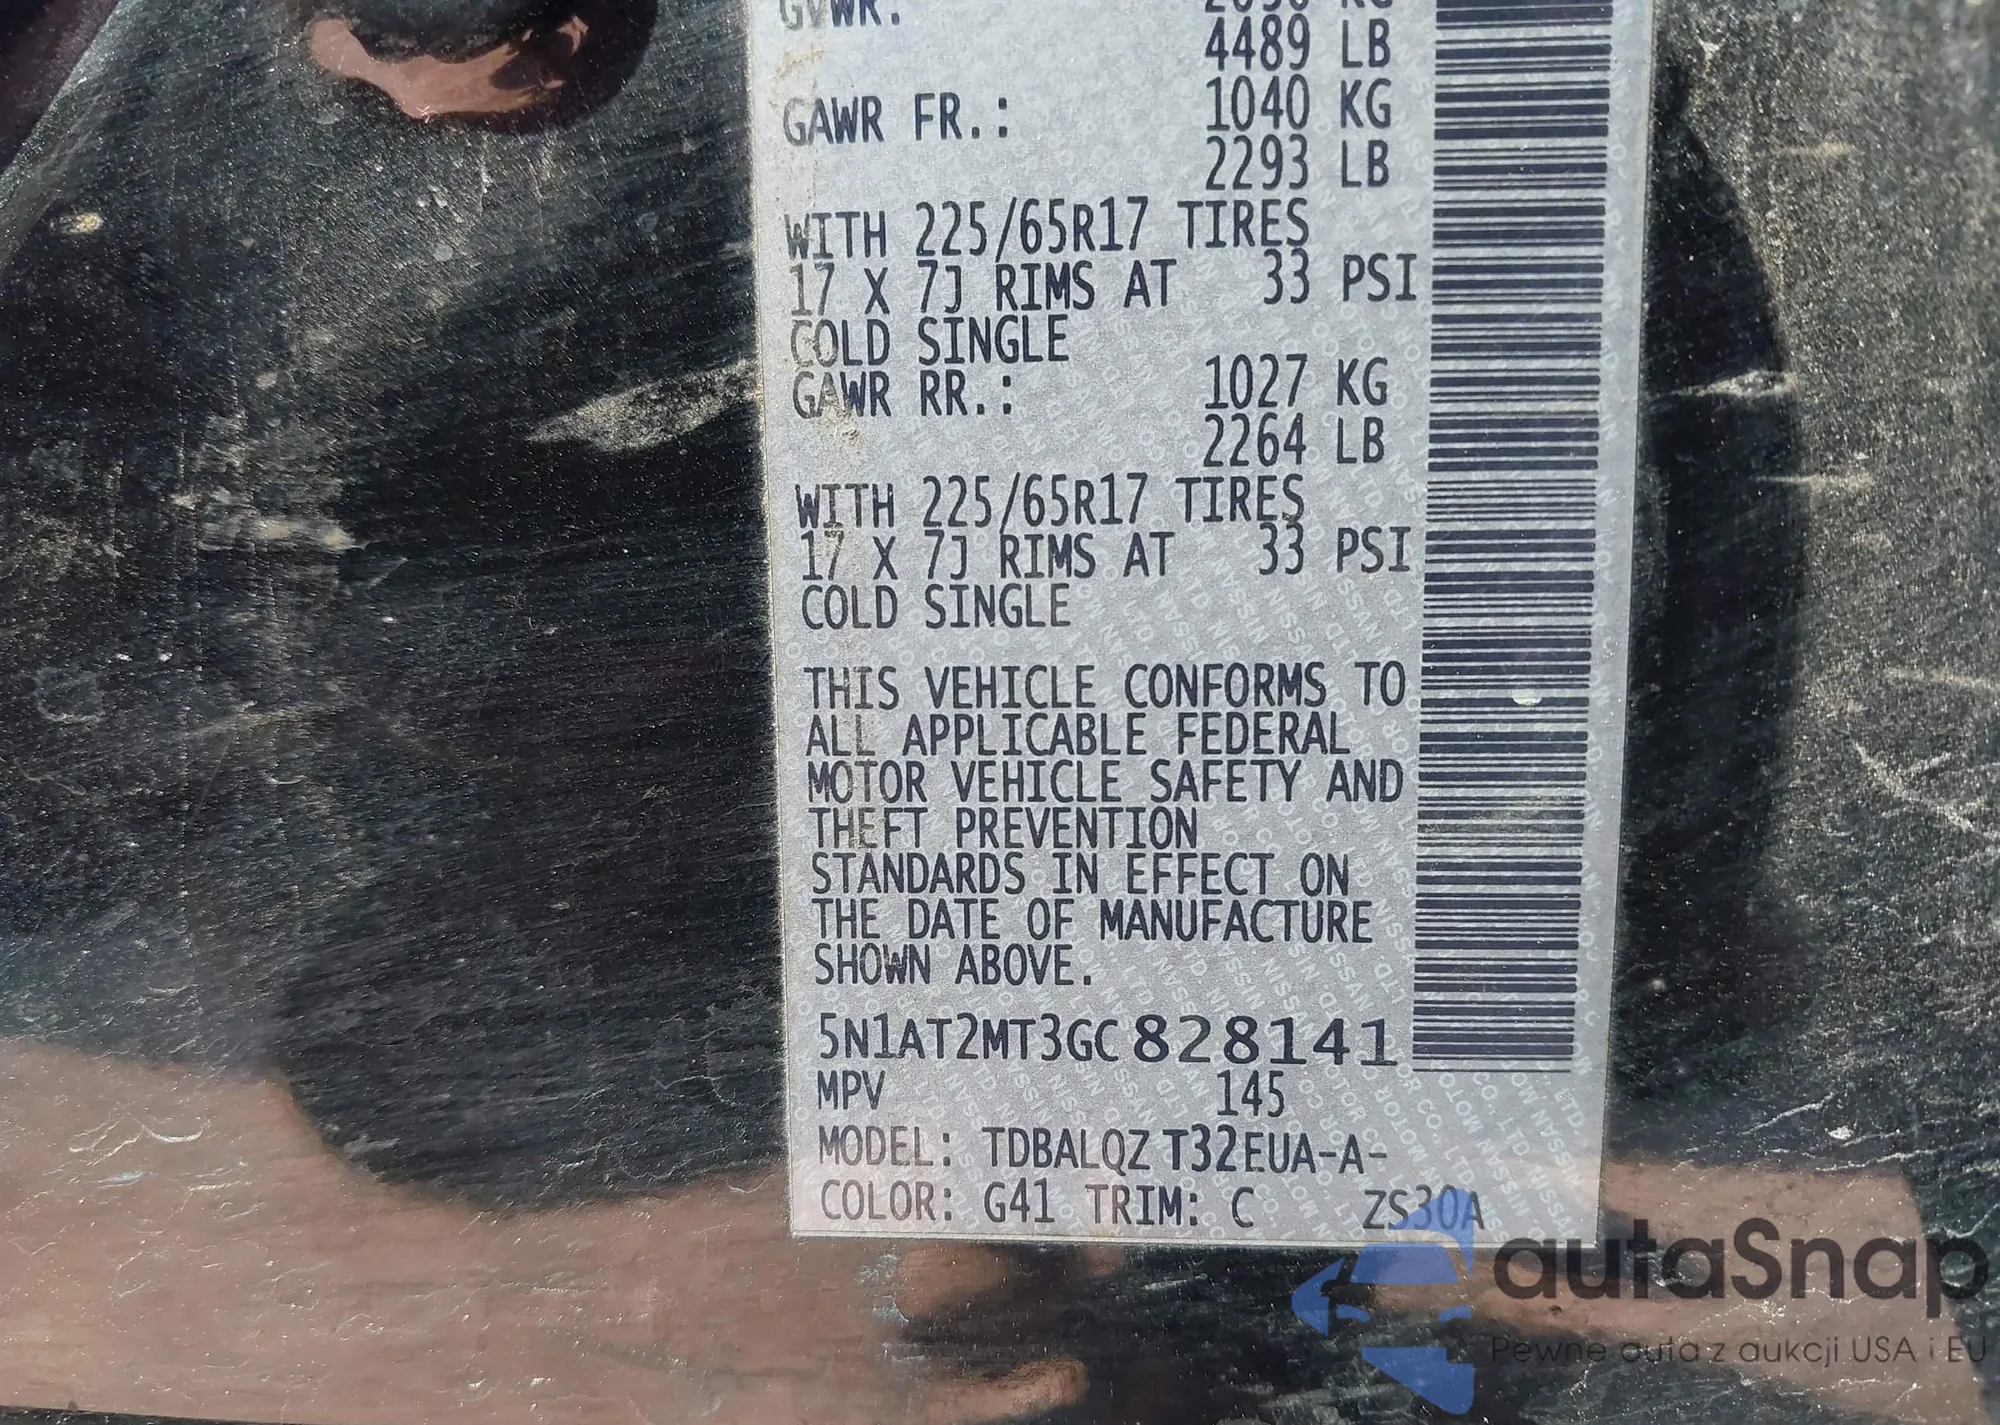 GVWR:
4489 LB
GAWR FR.: 1040 KG
2293 LB
WITH 225/65R17 TIRES
17 X 7J RIMS AT 33 PSI
COLD SINGLE
GAWR RR.: 1027 KG
2264 LB
WITH 225/65R17 TIRES
17 X 7J RIMS AT 33 PSI
COLD SINGLE
THIS VEHICLE CONFORMS TO
ALL APPLICABLE FEDERAL
MOTOR VEHICLE SAFETY AND
THEFT PREVENTION
STANDARDS IN EFFECT ON
THE DATE OF MANUFACTURE
SHOWN ABOVE.
5N1AT2MT3GC828141
MPV 145
MODEL: TDBALQZ T32EUA-A-
COLOR: G41 TRIM: C ZS30A
autaSnap
Pewne auta z aukcji USA i EU